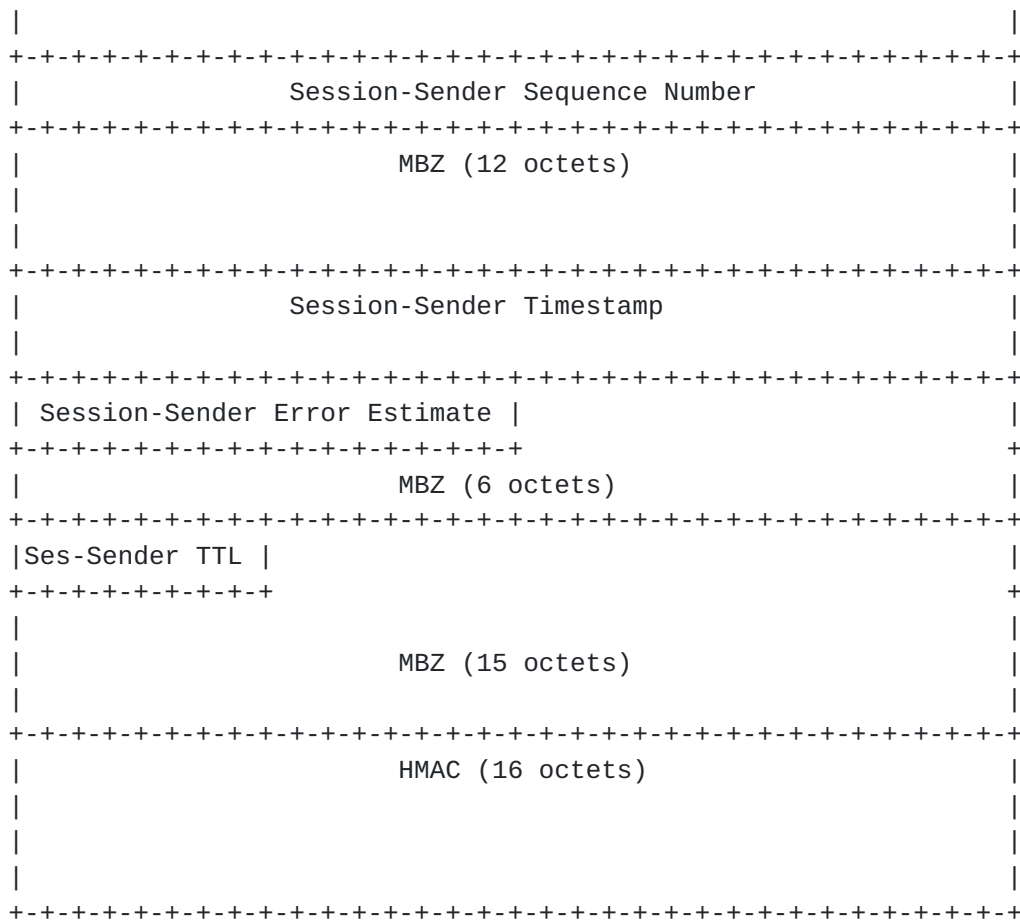 |                                                               |
+-+-+-+-+-+-+-+-+-+-+-+-+-+-+-+-+-+-+-+-+-+-+-+-+-+-+-+-+-+-+-+-+
|                 Session-Sender Sequence Number                |
+-+-+-+-+-+-+-+-+-+-+-+-+-+-+-+-+-+-+-+-+-+-+-+-+-+-+-+-+-+-+-+-+
|                        MBZ (12 octets)                        |
|                                                               |
|                                                               |
+-+-+-+-+-+-+-+-+-+-+-+-+-+-+-+-+-+-+-+-+-+-+-+-+-+-+-+-+-+-+-+-+
|                 Session-Sender Timestamp                      |
|                                                               |
+-+-+-+-+-+-+-+-+-+-+-+-+-+-+-+-+-+-+-+-+-+-+-+-+-+-+-+-+-+-+-+-+
| Session-Sender Error Estimate |                               |
+-+-+-+-+-+-+-+-+-+-+-+-+-+-+-+-+                               +
|                        MBZ (6 octets)                         |
+-+-+-+-+-+-+-+-+-+-+-+-+-+-+-+-+-+-+-+-+-+-+-+-+-+-+-+-+-+-+-+-+
|Ses-Sender TTL |                                               |
+-+-+-+-+-+-+-+-+                                               +
|                                                               |
|                        MBZ (15 octets)                        |
|                                                               |
+-+-+-+-+-+-+-+-+-+-+-+-+-+-+-+-+-+-+-+-+-+-+-+-+-+-+-+-+-+-+-+-+
|                        HMAC (16 octets)                       |
|                                                               |
|                                                               |
|                                                               |
+-+-+-+-+-+-+-+-+-+-+-+-+-+-+-+-+-+-+-+-+-+-+-+-+-+-+-+-+-+-+-+-+